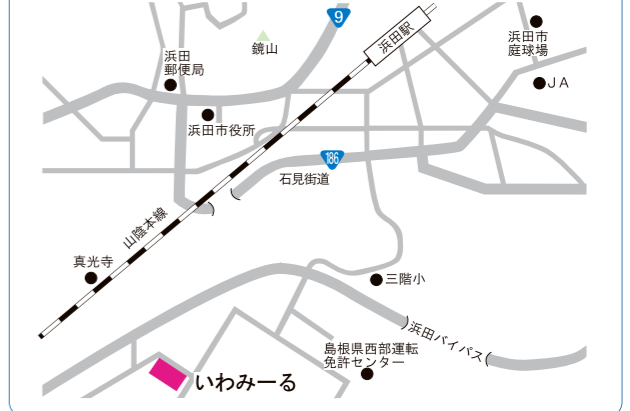 9
浜田駅
浜田市
庭球場
鏡山
浜田
郵便局
JA
浜田市役所
186
石見街道
山陰本線
真光寺
三階小
浜田バイパス
島根県西部運転
免許センター
いわみーる